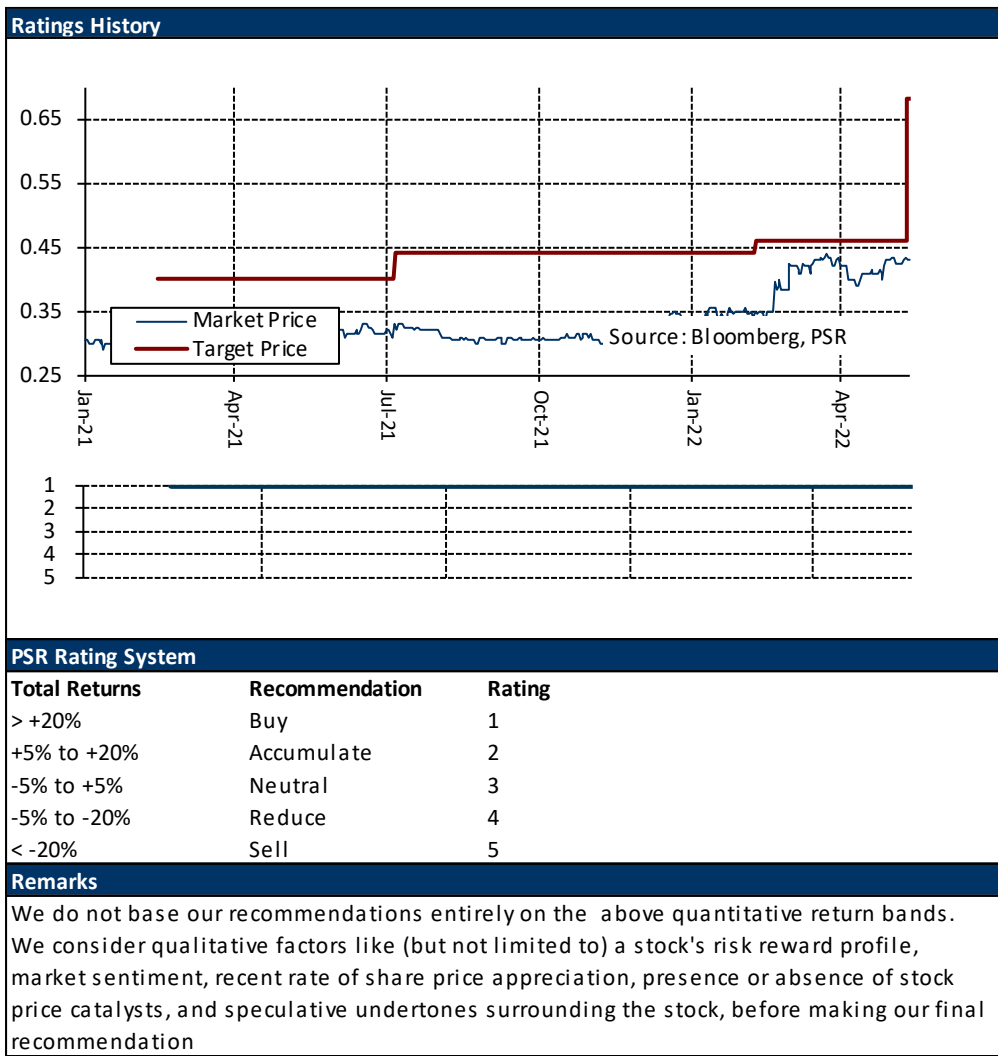 Ratings History
0.65
0.55
0.45
0.35
0.25
Market Price
Target Price
Source: Bloomberg, PSR
Jan-21
Apr-21
Jul-21
Oct-21
Jan-22
Apr-22
1
2
3
4
5
PSR Rating System
Total Returns Recommendation Rating
> +20% Buy 1
+5% to +20% Accumulate 2
-5% to +5% Neutral 3
-5% to -20% Reduce 4
< -20% Sell 5
Remarks
We do not base our recommendations entirely on the above quantitative return bands.
We consider qualitative factors like (but not limited to) a stock's risk reward profile,
market sentiment, recent rate of share price appreciation, presence or absence of stock
price catalysts, and speculative undertones surrounding the stock, before making our final
recommendation